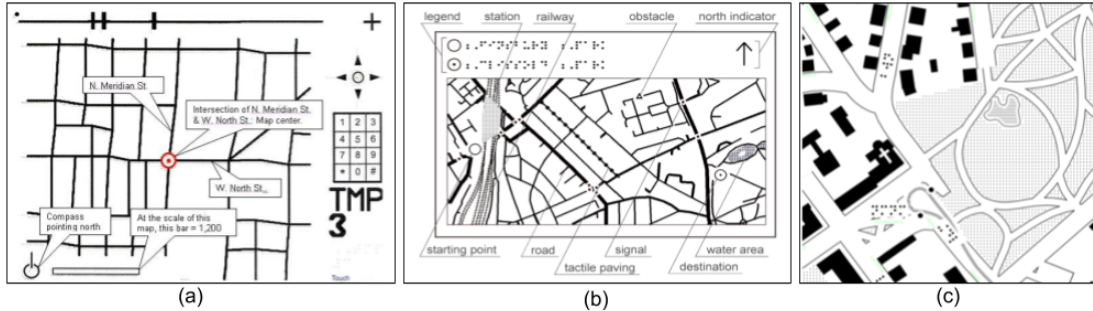 N. Meridian St.
Intersection of N. Meridian St.
& W. North St.: Map center.
1 2 3
4 5 6
7 8 9
* 0 #
W. North St.
TMP
3
Compass
pointing north
At the scale of this
map, this bar = 1,200
Touch
(a)
legend
station
railway
obstacle
north indicator
starting point
road
tactile paving
signal
destination
water area
(b)
(c)